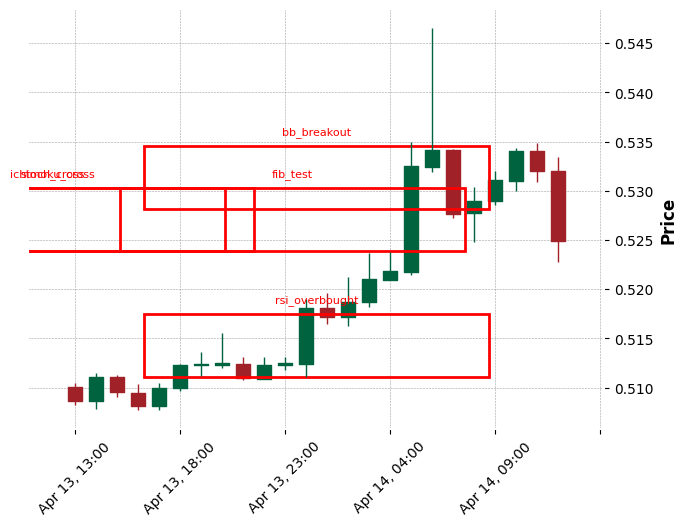 0.545
0.540
bb_breakout
0.535
fib_test
0.530
0.525
0.520
rsi_overbought
0.515
0.510
Price
Apr 13, 13:00
Apr 13, 18:00
Apr 13, 23:00
Apr 14, 04:00
Apr 14, 09:00